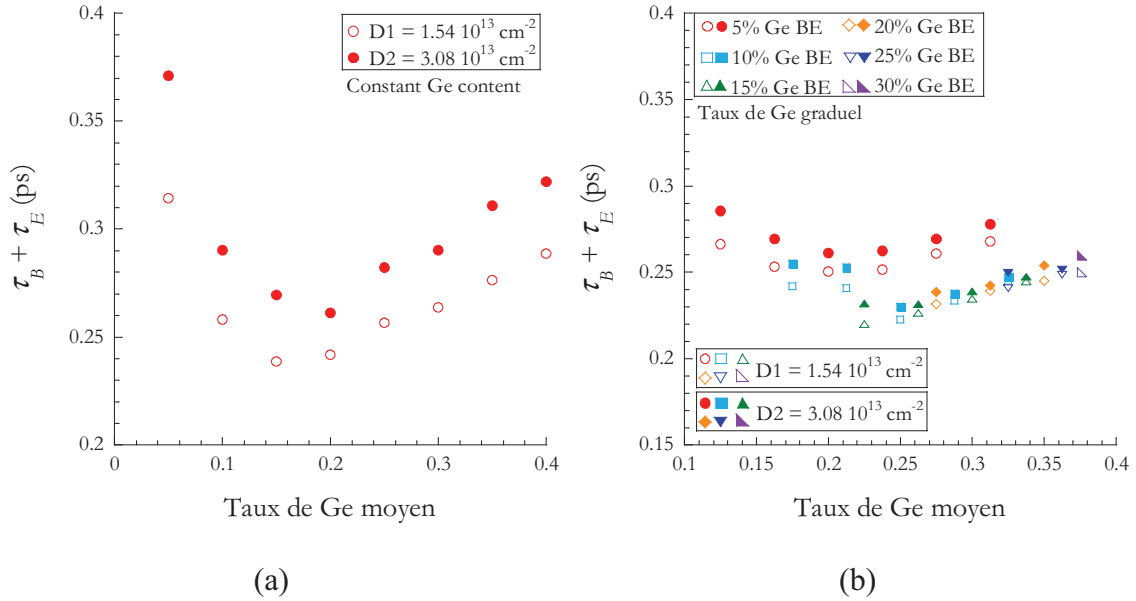 0.4
0.35
0.3
0.25
0.2
0
0.1
0.2
0.3
0.4
τB + τE (ps)
Taux de Ge moyen
D1 = 1.54 10^13 cm^-2
D2 = 3.08 10^13 cm^-2
Constant Ge content
(a)
0.4
0.35
0.3
0.25
0.2
0.15
0.1
0.15
0.2
0.25
0.3
0.35
0.4
τB + τE (ps)
Taux de Ge moyen
5% Ge BE 20% Ge BE
10% Ge BE 25% Ge BE
15% Ge BE 30% Ge BE
Taux de Ge graduel
D1 = 1.54 10^13 cm^-2
D2 = 3.08 10^13 cm^-2
(b)